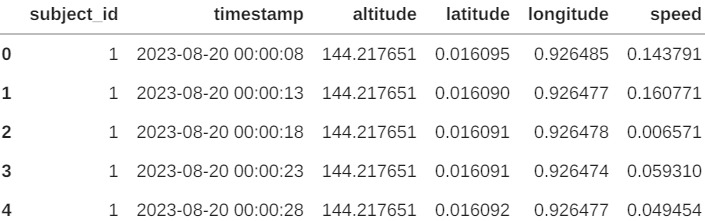 subject_id timestamp altitude latitude longitude speed
0 1 2023-08-20 00:00:08 144.217651 0.016095 0.926485 0.143791
1 1 2023-08-20 00:00:13 144.217651 0.016090 0.926477 0.160771
2 1 2023-08-20 00:00:18 144.217651 0.016091 0.926478 0.006571
3 1 2023-08-20 00:00:23 144.217651 0.016091 0.926474 0.059310
4 1 2023-08-20 00:00:28 144.217651 0.016092 0.926477 0.049454